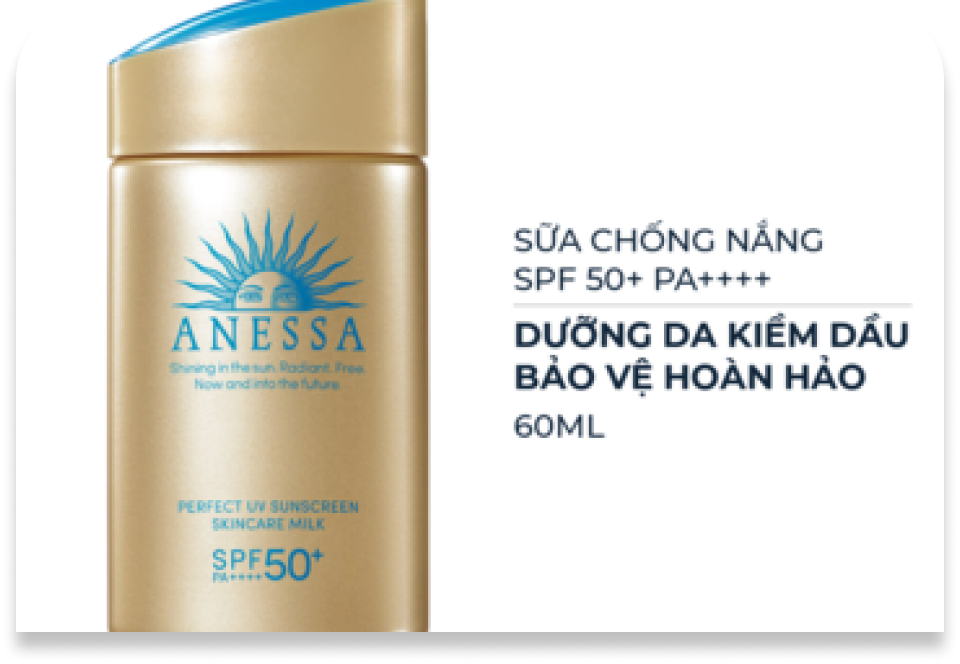 ANESSA
Shining in the sun. Radiant. Free.
Now and into the future.
PERFECT UV SUNSCREEN
SKINCARE MILK
SPF 50+
PA++++
SỮA CHỐNG NẮNG
SPF 50+ PA++++
DƯỠNG DA KIỀM DẦU
BẢO VỆ HOÀN HẢO
60ML